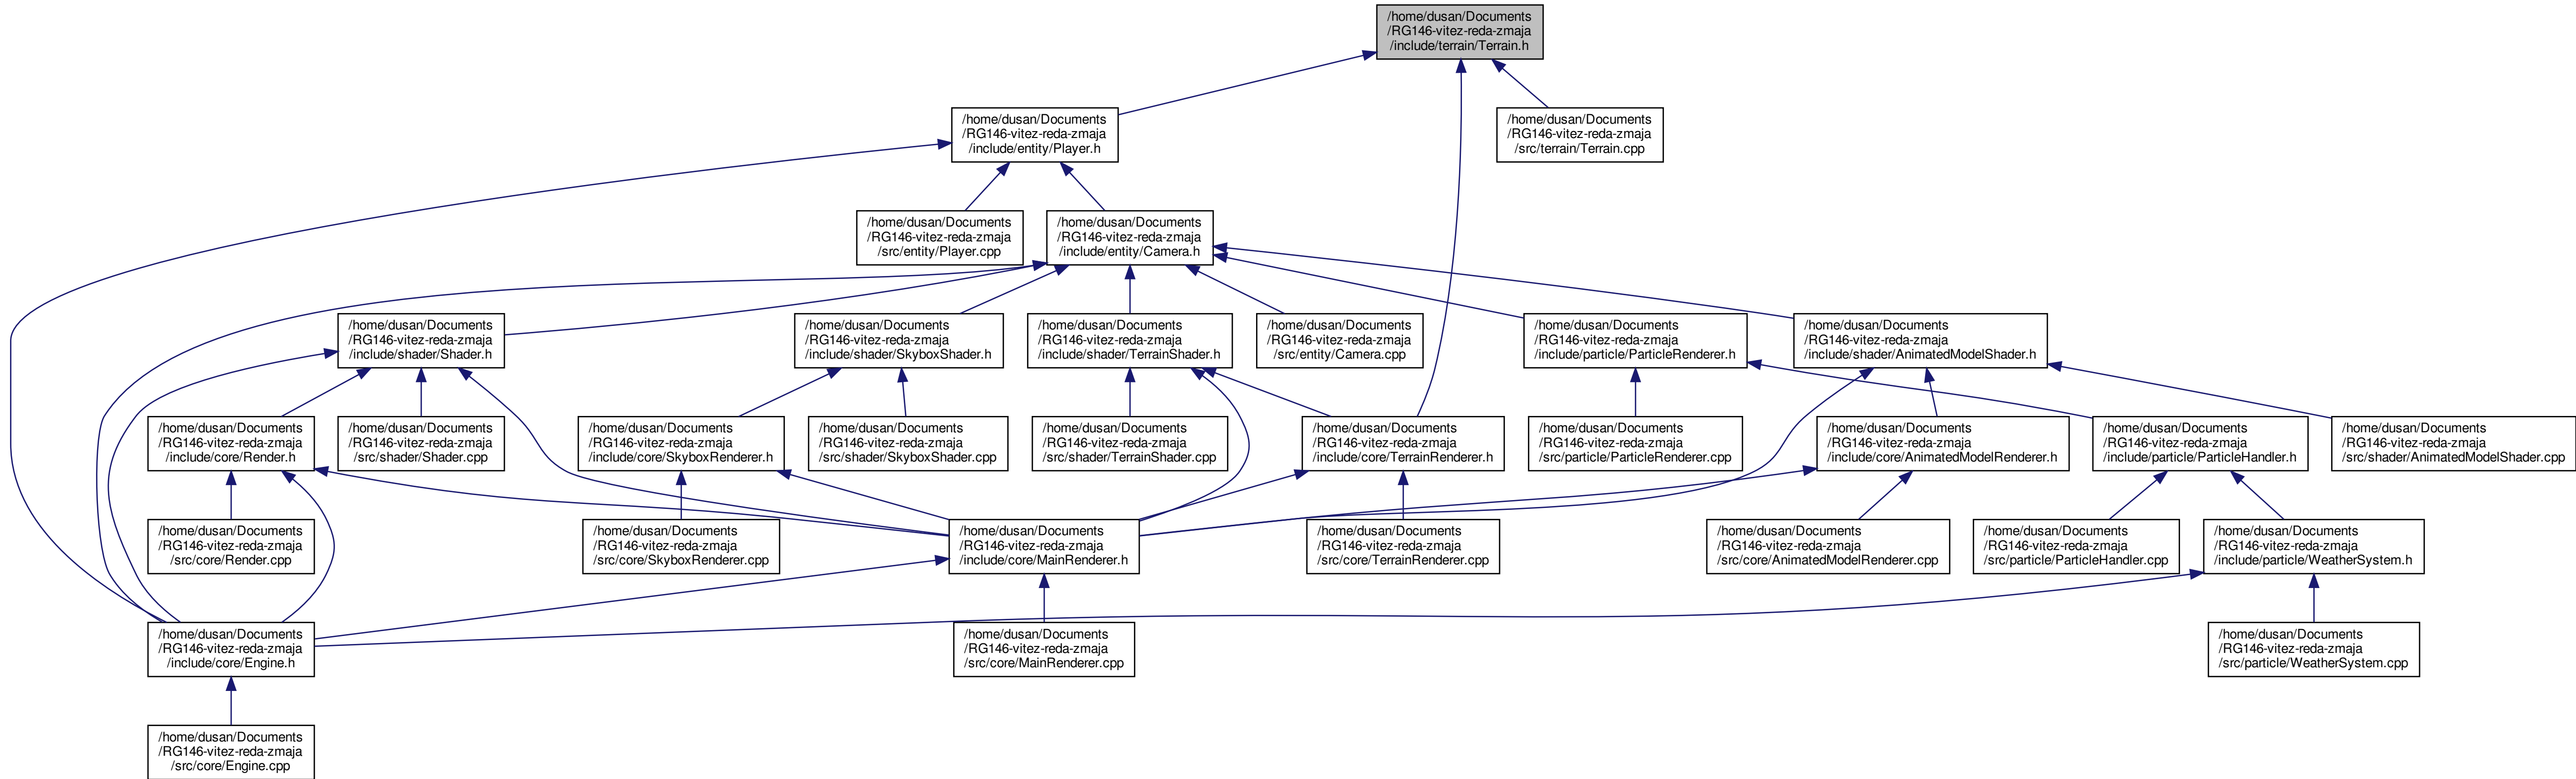 /home/dusan/Documents
/RG146-vitez-reda-zmaja
/include/terrain/Terrain.h
/home/dusan/Documents
/RG146-vitez-reda-zmaja
/include/entity/Player.h
/home/dusan/Documents
/RG146-vitez-reda-zmaja
/src/terrain/Terrain.cpp
/home/dusan/Documents
/RG146-vitez-reda-zmaja
/src/entity/Player.cpp
/home/dusan/Documents
/RG146-vitez-reda-zmaja
/include/entity/Camera.h
/home/dusan/Documents
/RG146-vitez-reda-zmaja
/include/shader/Shader.h
/home/dusan/Documents
/RG146-vitez-reda-zmaja
/include/shader/SkyboxShader.h
/home/dusan/Documents
/RG146-vitez-reda-zmaja
/include/shader/TerrainShader.h
/home/dusan/Documents
/RG146-vitez-reda-zmaja
/src/entity/Camera.cpp
/home/dusan/Documents
/RG146-vitez-reda-zmaja
/include/particle/ParticleRenderer.h
/home/dusan/Documents
/RG146-vitez-reda-zmaja
/include/shader/AnimatedModelShader.h
/home/dusan/Documents
/RG146-vitez-reda-zmaja
/include/core/Render.h
/home/dusan/Documents
/RG146-vitez-reda-zmaja
/src/shader/Shader.cpp
/home/dusan/Documents
/RG146-vitez-reda-zmaja
/include/core/SkyboxRenderer.h
/home/dusan/Documents
/RG146-vitez-reda-zmaja
/src/shader/SkyboxShader.cpp
/home/dusan/Documents
/RG146-vitez-reda-zmaja
/src/shader/TerrainShader.cpp
/home/dusan/Documents
/RG146-vitez-reda-zmaja
/include/core/TerrainRenderer.h
/home/dusan/Documents
/RG146-vitez-reda-zmaja
/src/particle/ParticleRenderer.cpp
/home/dusan/Documents
/RG146-vitez-reda-zmaja
/include/core/AnimatedModelRenderer.h
/home/dusan/Documents
/RG146-vitez-reda-zmaja
/include/particle/ParticleHandler.h
/home/dusan/Documents
/RG146-vitez-reda-zmaja
/src/shader/AnimatedModelShader.cpp
/home/dusan/Documents
/RG146-vitez-reda-zmaja
/src/core/Render.cpp
/home/dusan/Documents
/RG146-vitez-reda-zmaja
/src/core/SkyboxRenderer.cpp
/home/dusan/Documents
/RG146-vitez-reda-zmaja
/include/core/MainRenderer.h
/home/dusan/Documents
/RG146-vitez-reda-zmaja
/src/core/TerrainRenderer.cpp
/home/dusan/Documents
/RG146-vitez-reda-zmaja
/src/core/AnimatedModelRenderer.cpp
/home/dusan/Documents
/RG146-vitez-reda-zmaja
/src/particle/ParticleHandler.cpp
/home/dusan/Documents
/RG146-vitez-reda-zmaja
/include/particle/WeatherSystem.h
/home/dusan/Documents
/RG146-vitez-reda-zmaja
/include/core/Engine.h
/home/dusan/Documents
/RG146-vitez-reda-zmaja
/src/core/MainRenderer.cpp
/home/dusan/Documents
/RG146-vitez-reda-zmaja
/src/particle/WeatherSystem.cpp
/home/dusan/Documents
/RG146-vitez-reda-zmaja
/src/core/Engine.cpp